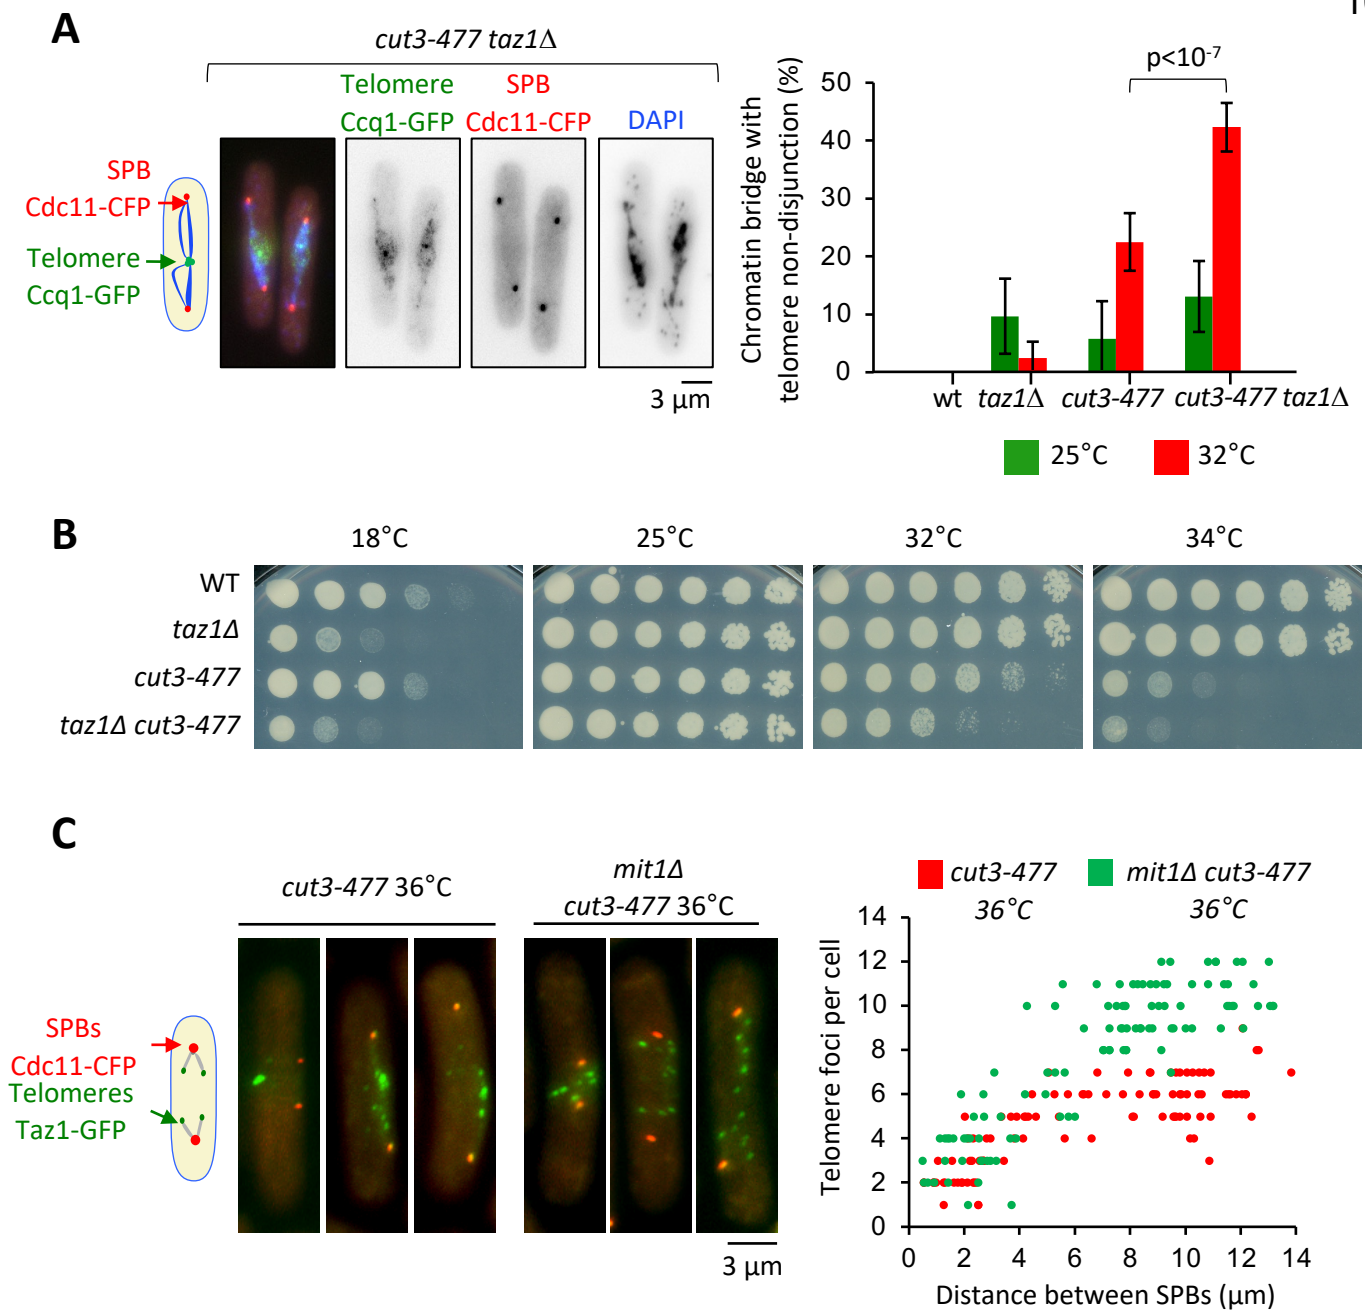 A
cut3-477 taz1Δ
Telomere
Ccq1-GFP
SPB
Cdc11-CFP
DAPI
SPB
Cdc11-CFP
Telomere
Ccq1-GFP
3 µm
Chromatin bridge with
telomere non-disjunction (%)
p<10-7
50
40
30
20
10
0
wt taz1Δ cut3-477 cut3-477 taz1Δ
25°C 32°C
B
18°C 25°C 32°C 34°C
WT
taz1Δ
cut3-477
taz1Δ cut3-477
C
cut3-477 36°C
mit1Δ
cut3-477 36°C
SPBs
Cdc11-CFP
Telomeres
Taz1-GFP
3 µm
cut3-477
36°C
mit1Δ cut3-477
36°C
Telomere foci per cell
14
12
10
8
6
4
2
0
0 2 4 6 8 10 12 14
Distance between SPBs (µm)